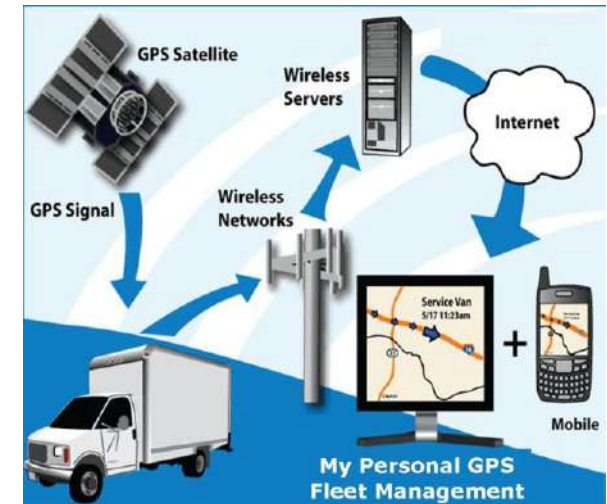 GPS Satellite
Wireless
Servers
Internet
GPS Signal
Wireless
Networks
Service Van
5/17 11:23am
Mobile
My Personal GPS
Fleet Management